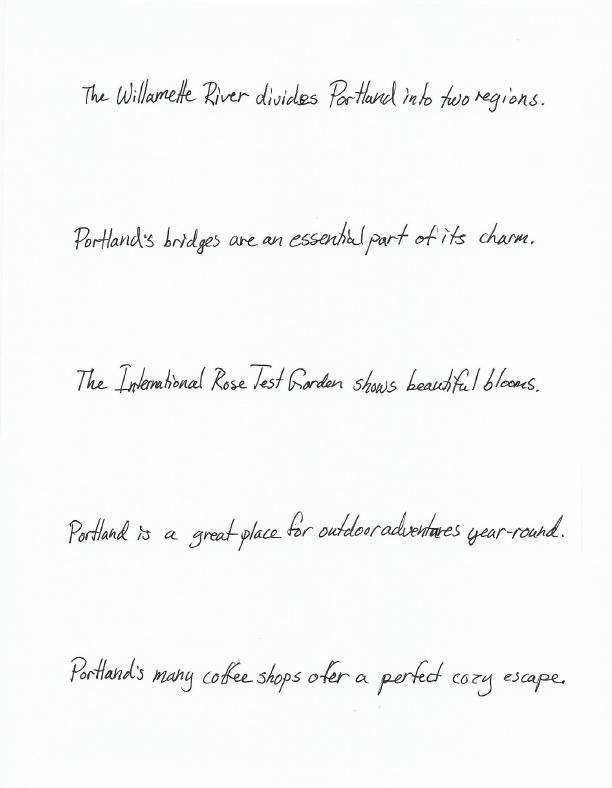 The Willamette River divides Portland into two regions.
Portland's bridges are an essential part of its charm.
The International Rose Test Garden shows beautiful blooms.
Portland is a great place for outdoor adventures year-round.
Portland's many coffee shops offer a perfect cozy escape.